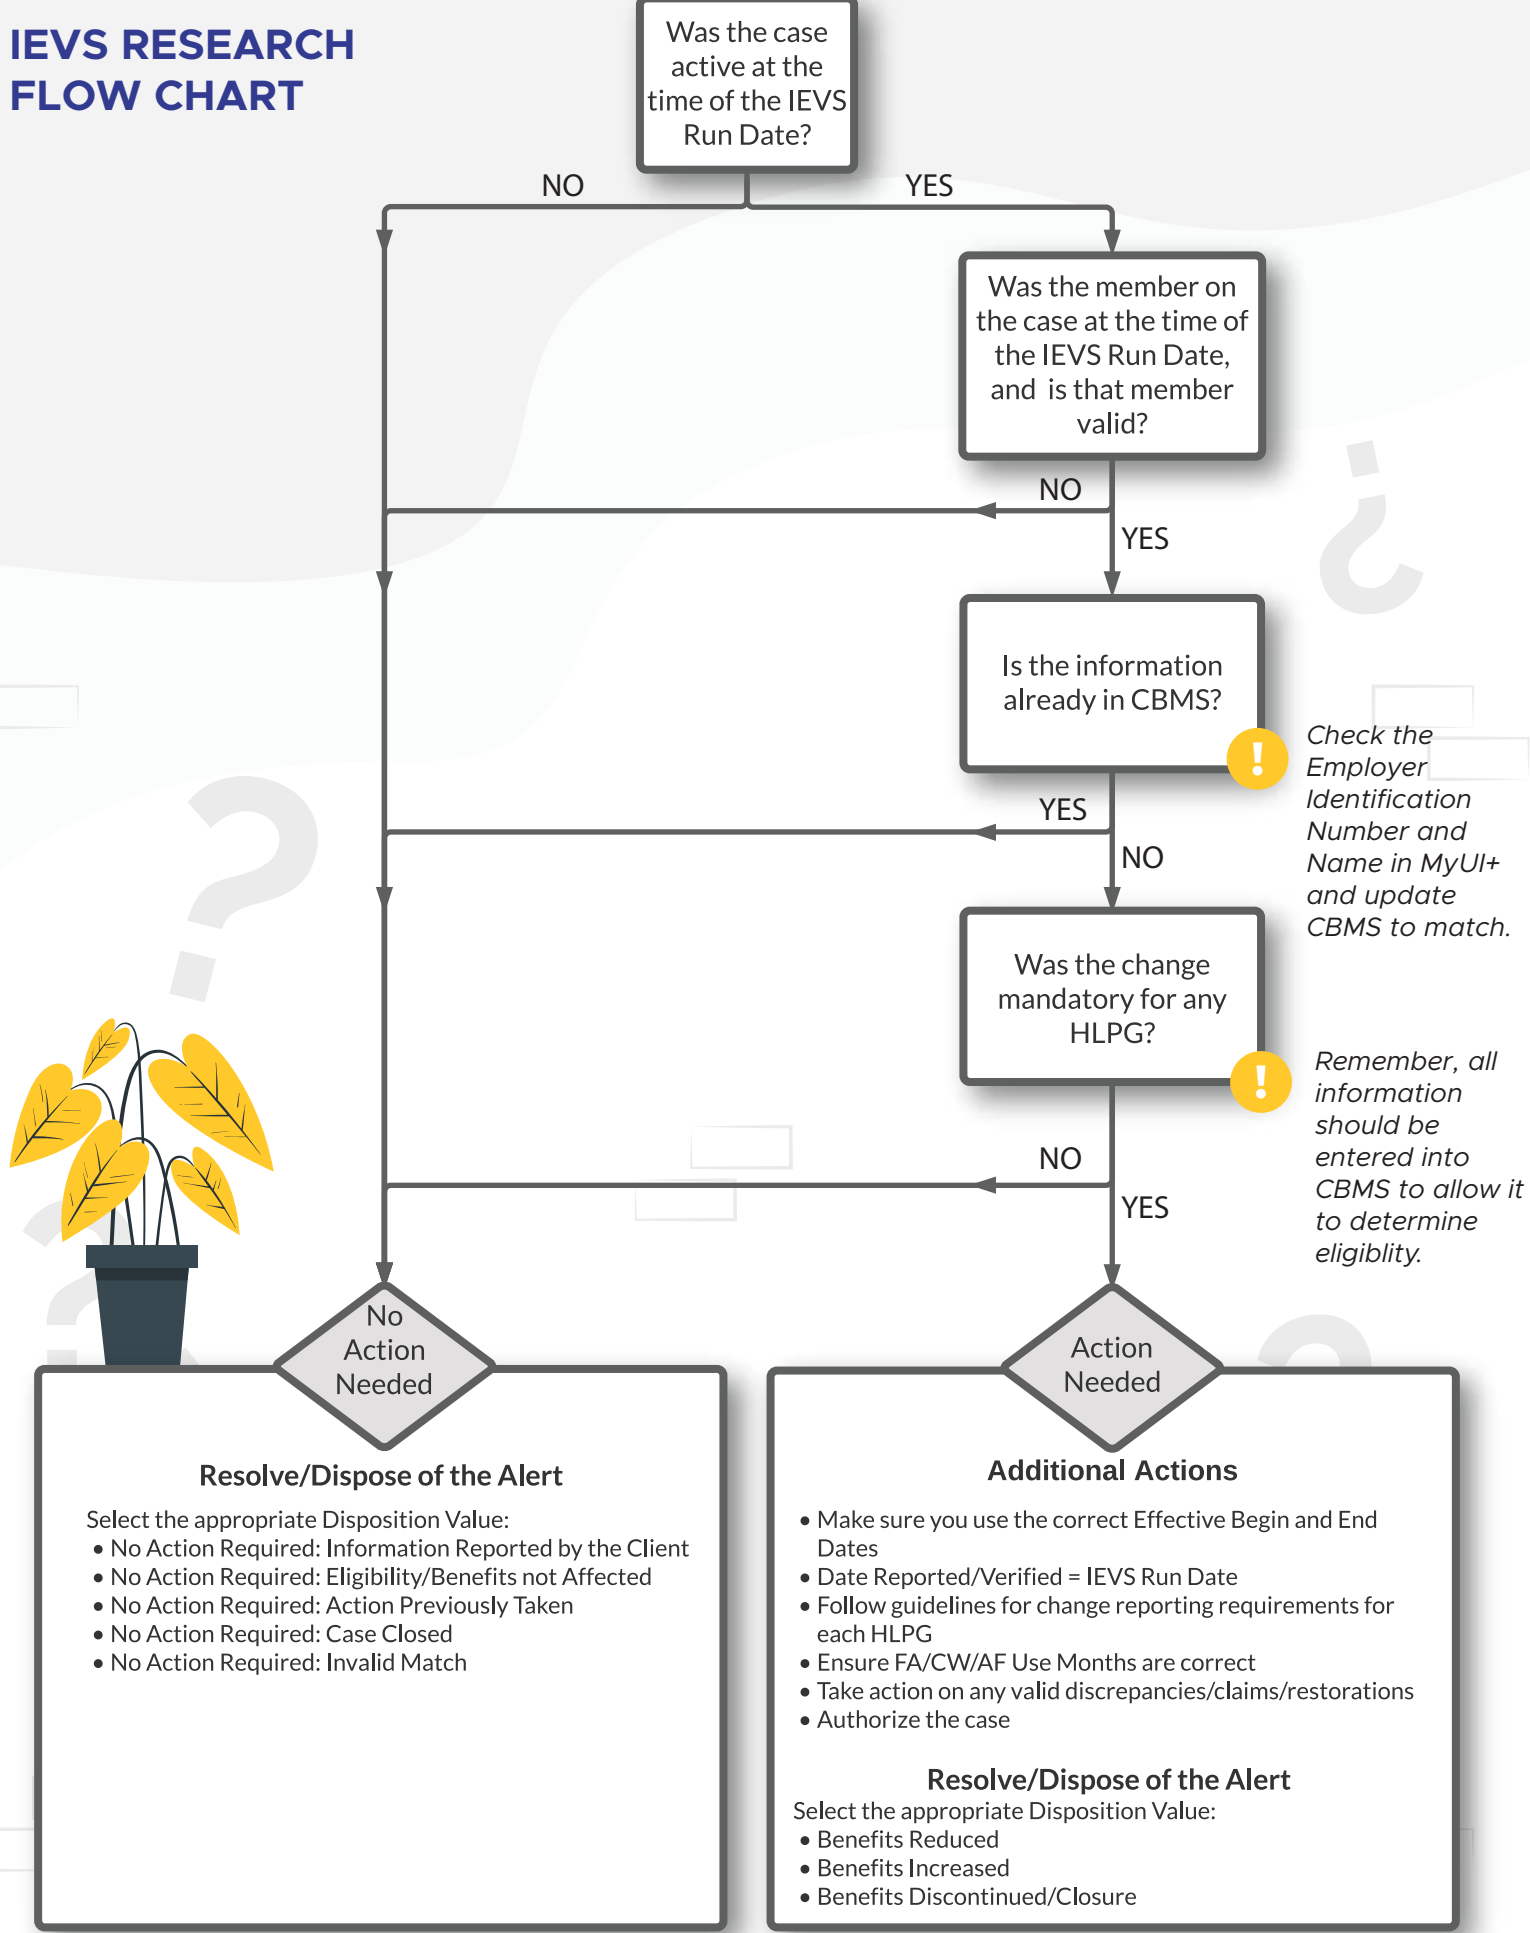 IEVS RESEARCH
FLOW CHART
Was the case
active at the
time of the IEVS
Run Date?
NO
YES
Was the member on
the case at the time of
the IEVS Run Date,
and is that member
valid?
NO
YES
Is the information
already in CBMS?
!
Check the
Employer
Identification
Number and
Name in MyUI+
and update
CBMS to match.
YES
NO
Was the change
mandatory for any
HLPG?
!
Remember, all
information
should be
entered into
CBMS to allow it
to determine
eligiblity.
NO
YES
No
Action
Needed
Resolve/Dispose of the Alert
Select the appropriate Disposition Value:
• No Action Required: Information Reported by the Client
• No Action Required: Eligibility/Benefits not Affected
• No Action Required: Action Previously Taken
• No Action Required: Case Closed
• No Action Required: Invalid Match
Action
Needed
Additional Actions
• Make sure you use the correct Effective Begin and End
Dates
• Date Reported/Verified = IEVS Run Date
• Follow guidelines for change reporting requirements for
each HLPG
• Ensure FA/CW/AF Use Months are correct
• Take action on any valid discrepancies/claims/restorations
• Authorize the case
Resolve/Dispose of the Alert
Select the appropriate Disposition Value:
• Benefits Reduced
• Benefits Increased
• Benefits Discontinued/Closure